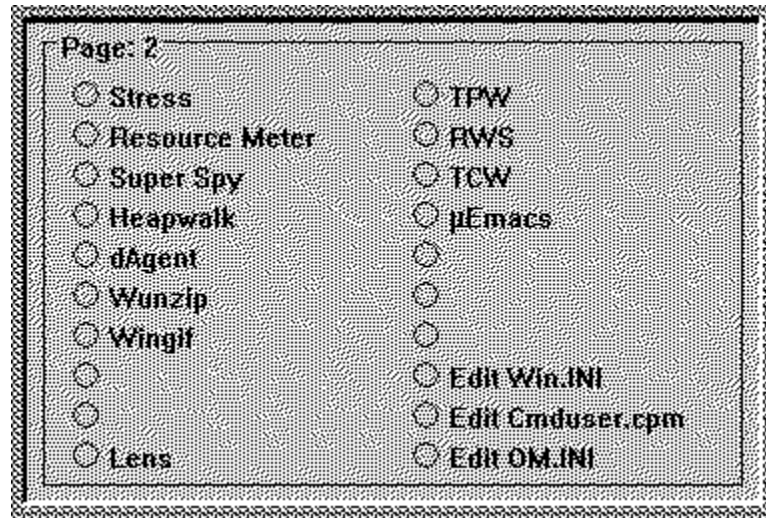 Page: 2
Stress
Resource Meter
Super Spy
Heapwalk
dAgent
Wunzip
Wingif
Lens
TPW
RWS
TCW
µEmacs
Edit Win.INI
Edit Cmduser.cpm
Edit OM.INI